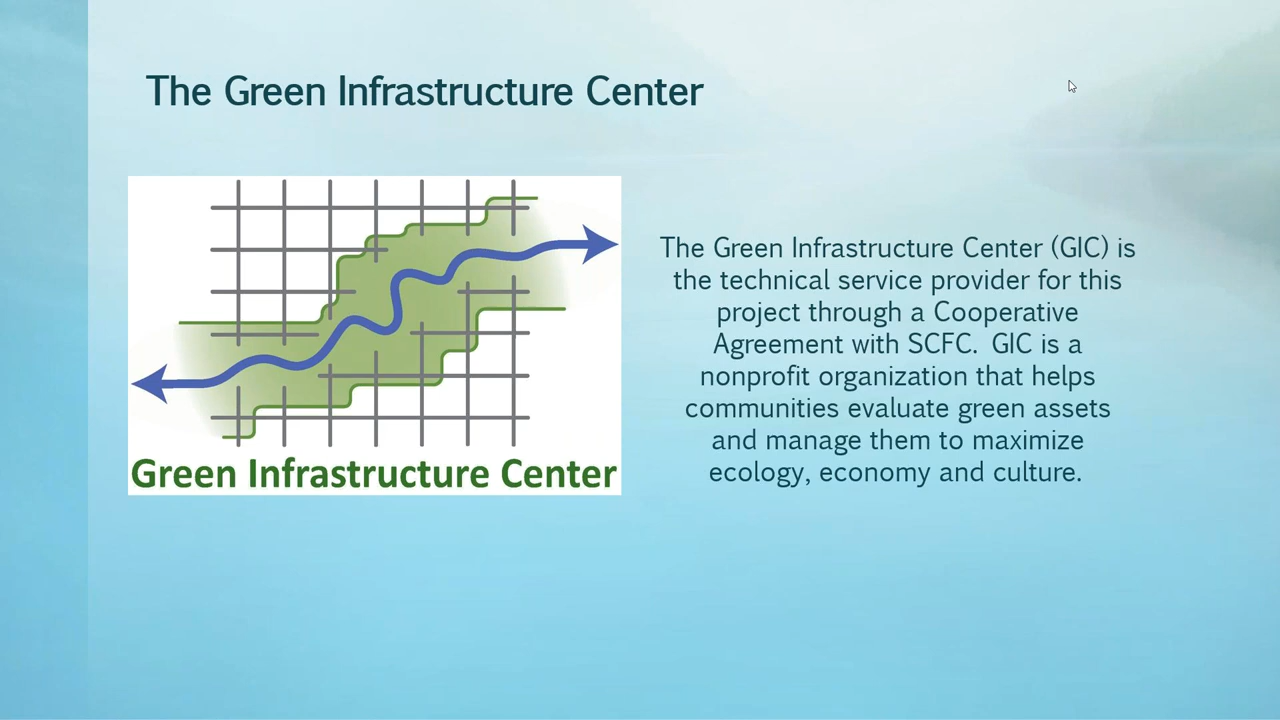 The Green Infrastructure Center
Green Infrastructure Center
The Green Infrastructure Center (GIC) is
the technical service provider for this
project through a Cooperative
Agreement with SCFC.  GIC is a
nonprofit organization that helps
communities evaluate green assets
and manage them to maximize
ecology, economy and culture.